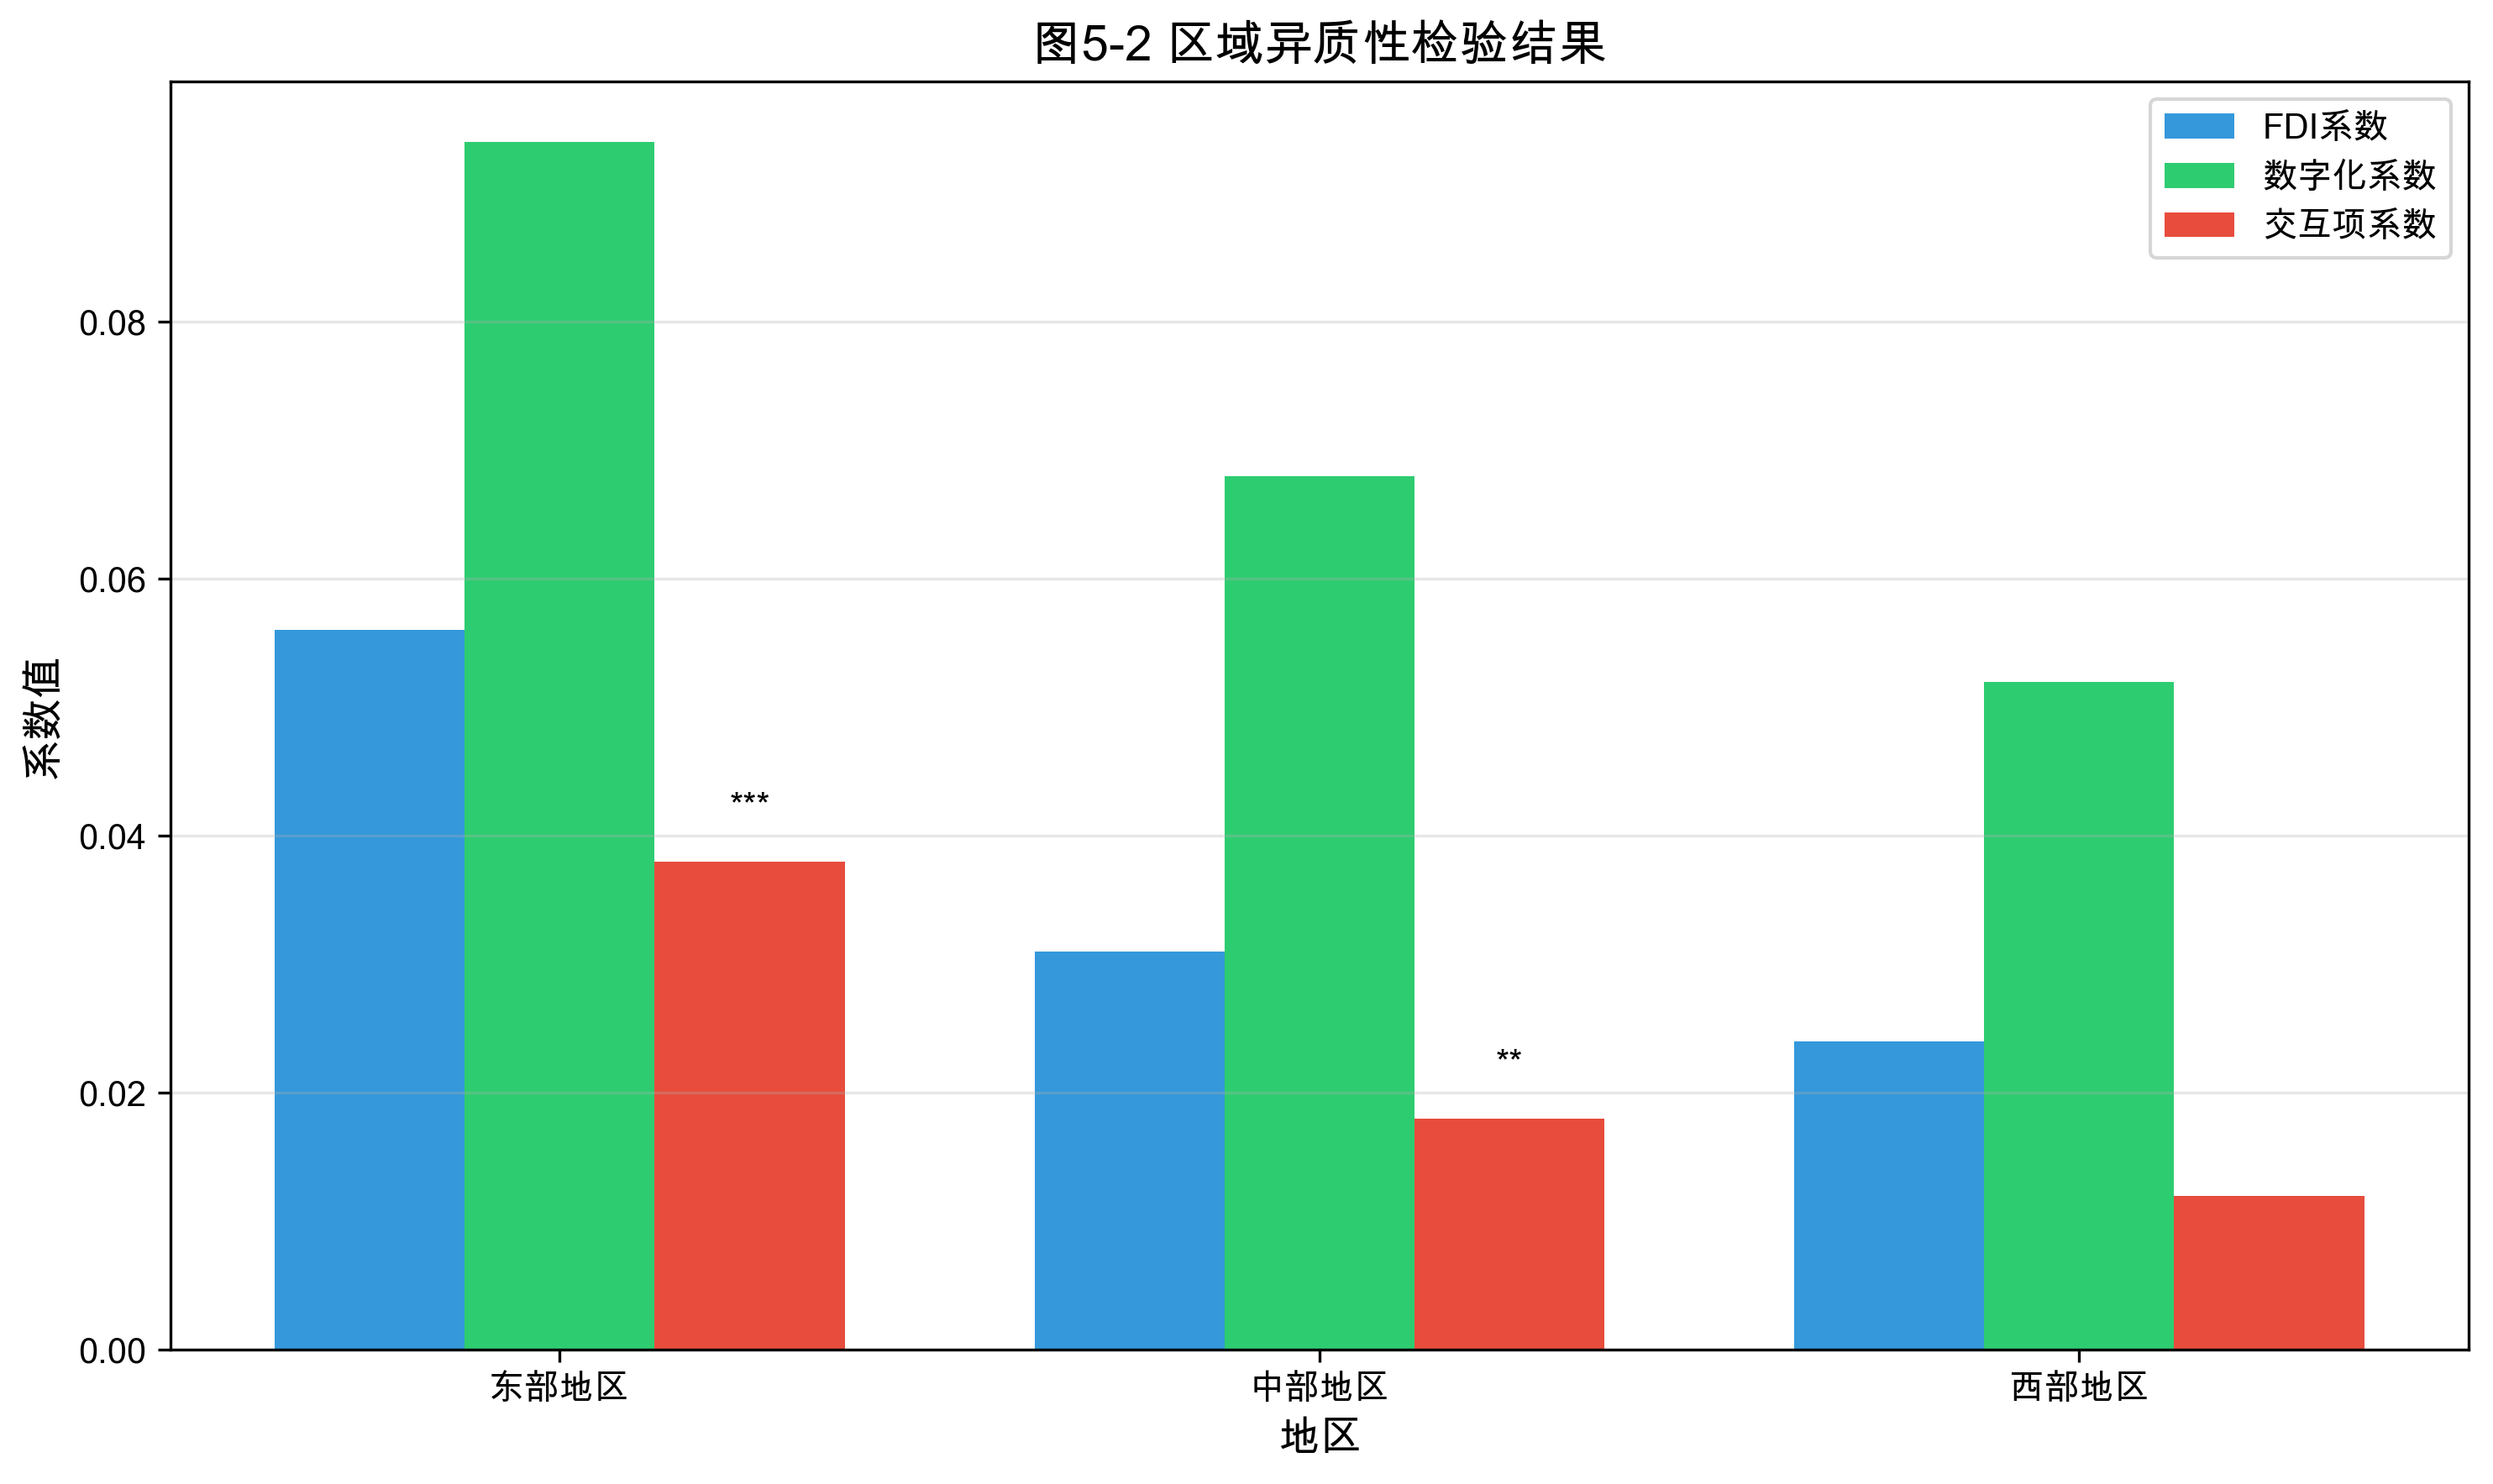 图5-2 区域异质性检验结果
FDI系数
数字化系数
交互项系数
系数值
0.08
0.06
0.04
0.02
0.00
***
**
东部地区
中部地区
西部地区
地区